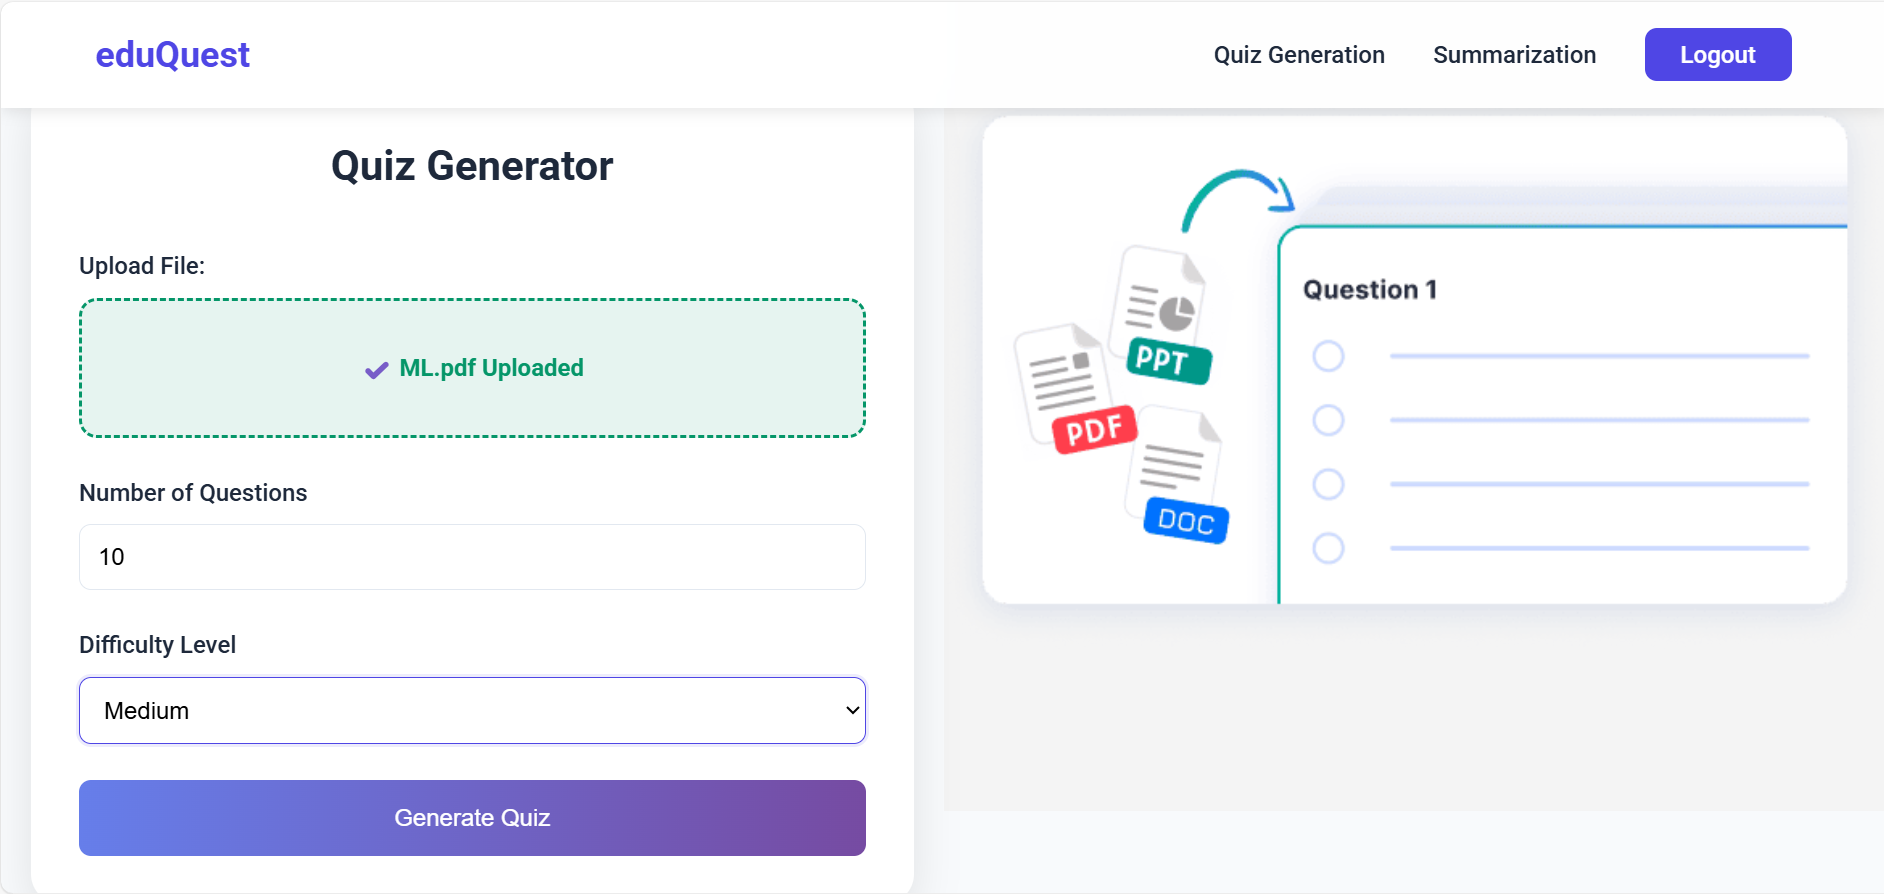 eduQuest
Quiz Generation
Summarization
Logout
Quiz Generator
Upload File:
ML.pdf Uploaded
Number of Questions
10
Difficulty Level
Medium
Generate Quiz
PPT
PDF
DOC
Question 1